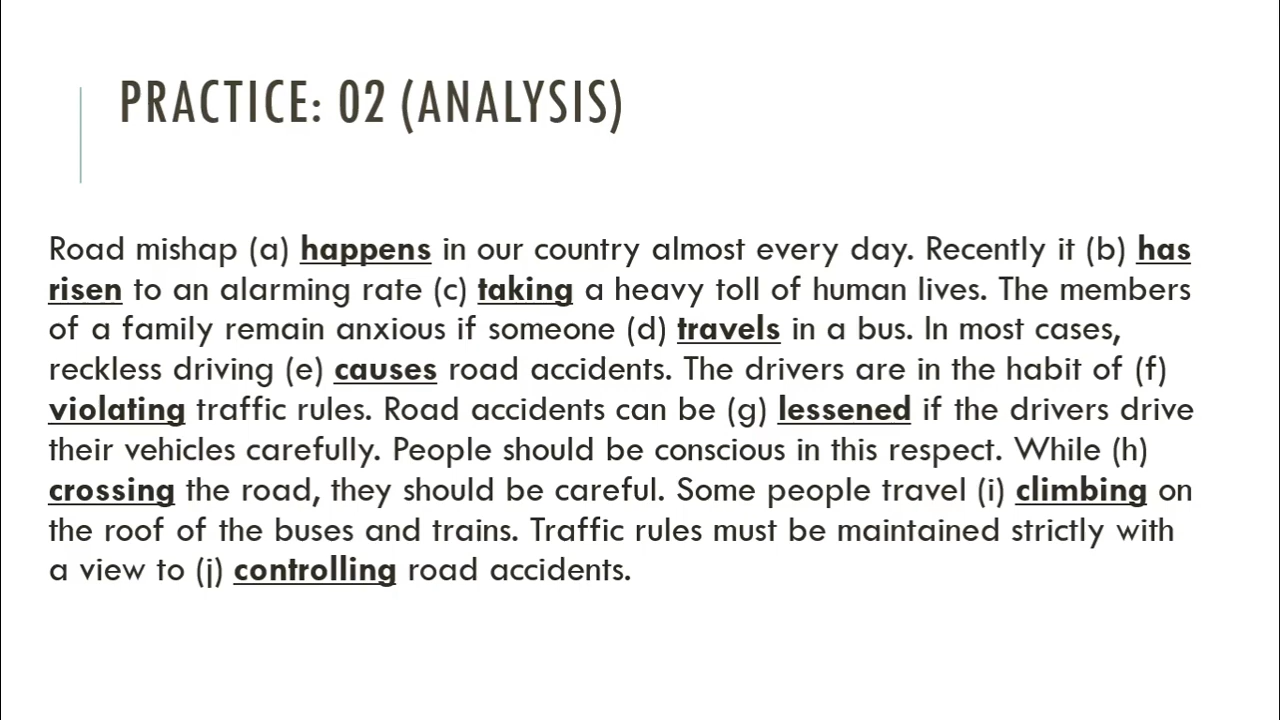 PRACTICE: 02 (ANALYSIS)
Road mishap (a) happens in our country almost every day. Recently it (b) has
risen to an alarming rate (c) taking a heavy toll of human lives. The members
of a family remain anxious if someone (d) travels in a bus. In most cases,
reckless driving (e) causes road accidents. The drivers are in the habit of (f)
violating traffic rules. Road accidents can be (g) lessened if the drivers drive
their vehicles carefully. People should be conscious in this respect. While (h)
crossing the road, they should be careful. Some people travel (i) climbing on
the roof of the buses and trains. Traffic rules must be maintained strictly with
a view to (j) controlling road accidents.